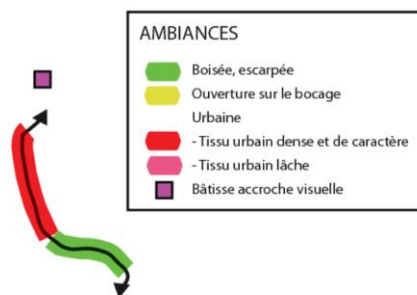 AMBIANCES
Boisée, escarpée
Ouverture sur le bocage
Urbaine
- Tissu urbain dense et de caractère
- Tissu urbain lâche
Bâtisse accroche visuelle